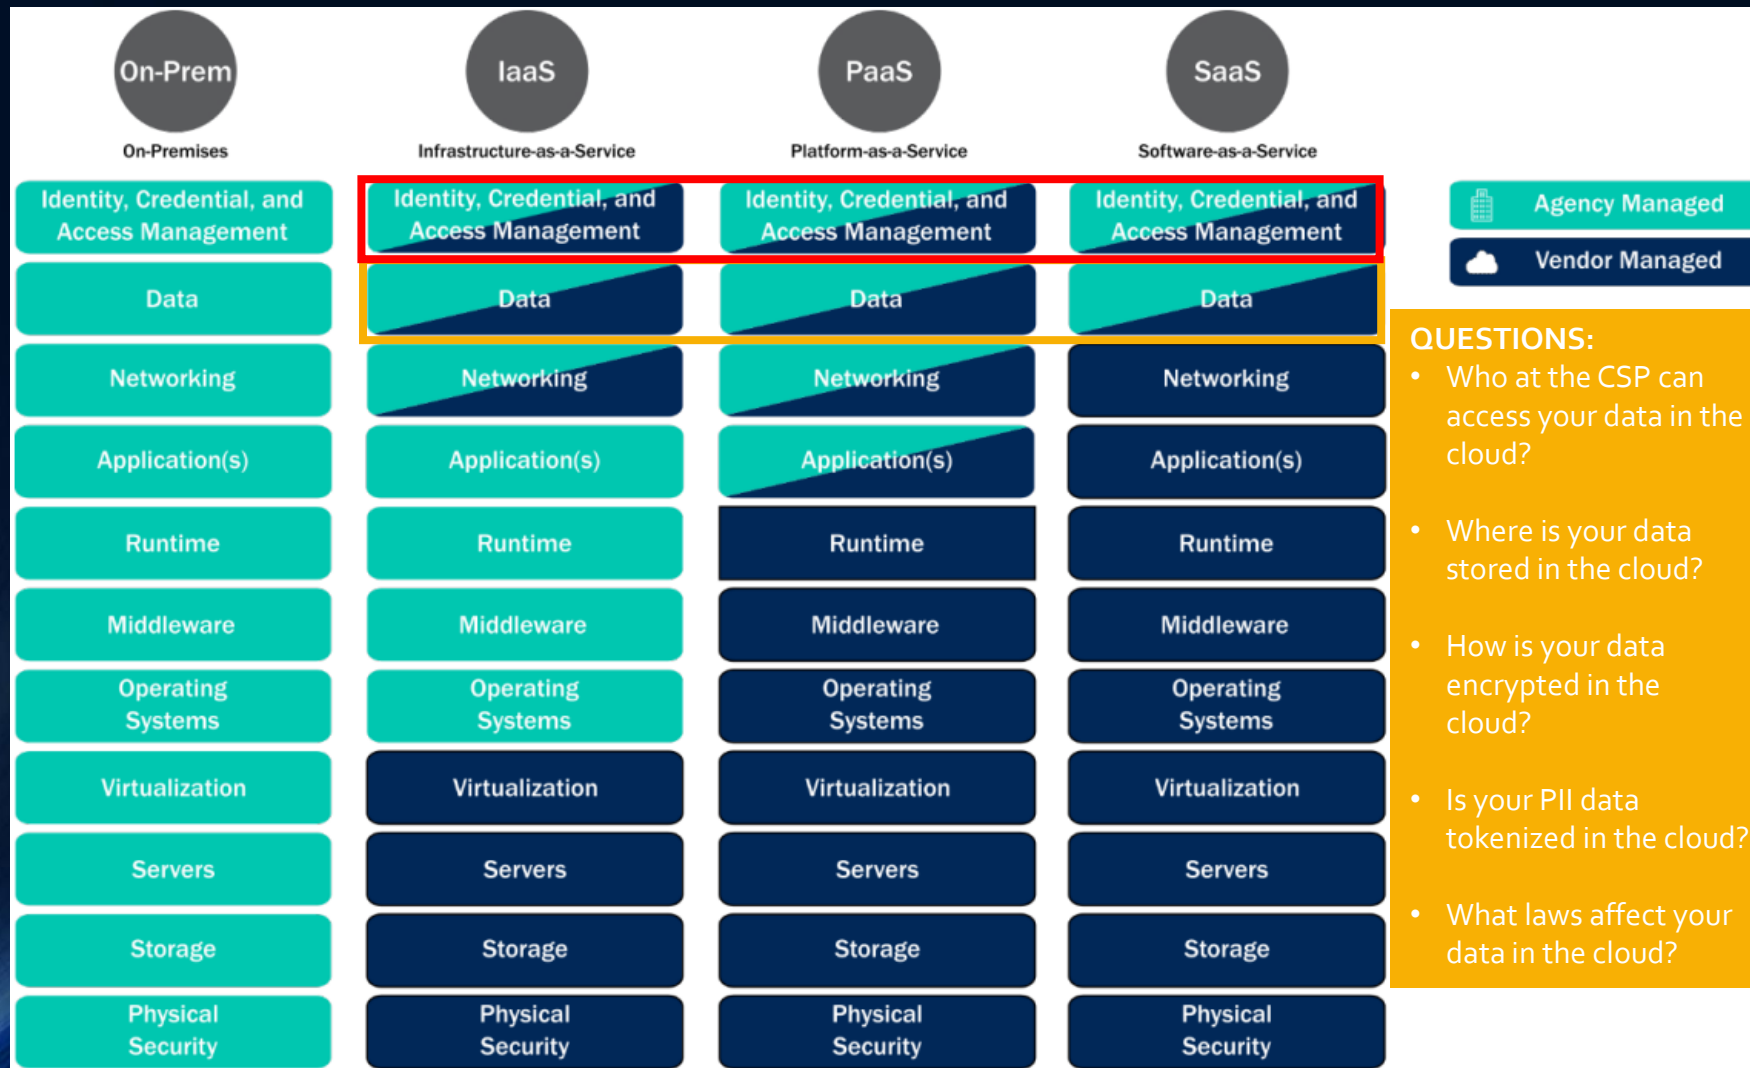 On-Prem
IaaS
PaaS
SaaS
On-Premises
Infrastructure-as-a-Service
Platform-as-a-Service
Software-as-a-Service
Identity, Credential, and
Access Management
Identity, Credential, and
Access Management
Identity, Credential, and
Access Management
Identity, Credential, and
Access Management
Data
Data
Data
Data
Networking
Networking
Networking
Networking
Application(s)
Application(s)
Application(s)
Application(s)
Runtime
Runtime
Runtime
Runtime
Middleware
Middleware
Middleware
Middleware
Operating
Systems
Operating
Systems
Operating
Systems
Operating
Systems
Virtualization
Virtualization
Virtualization
Virtualization
Servers
Servers
Servers
Servers
Storage
Storage
Storage
Storage
Physical
Security
Physical
Security
Physical
Security
Physical
Security
Agency Managed
Vendor Managed
QUESTIONS:
• Who at the CSP can
access your data in the
cloud?
• Where is your data
stored in the cloud?
• How is your data
encrypted in the
cloud?
• Is your PII data
tokenized in the cloud?
• What laws affect your
data in the cloud?